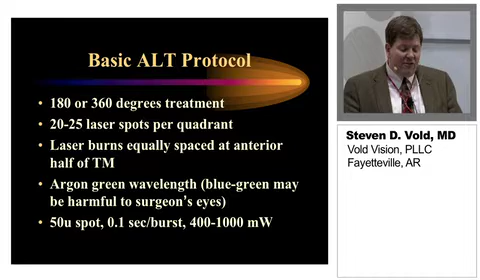 Basic ALT Protocol
• 180 or 360 degrees treatment
• 20-25 laser spots per quadrant
• Laser burns equally spaced at anterior
half of TM
• Argon green wavelength (blue-green may
be harmful to surgeon's eyes)
• 50u spot, 0.1 sec/burst, 400-1000 mW
Steven D. Vold, MD
Vold Vision, PLLC
Fayetteville, AR